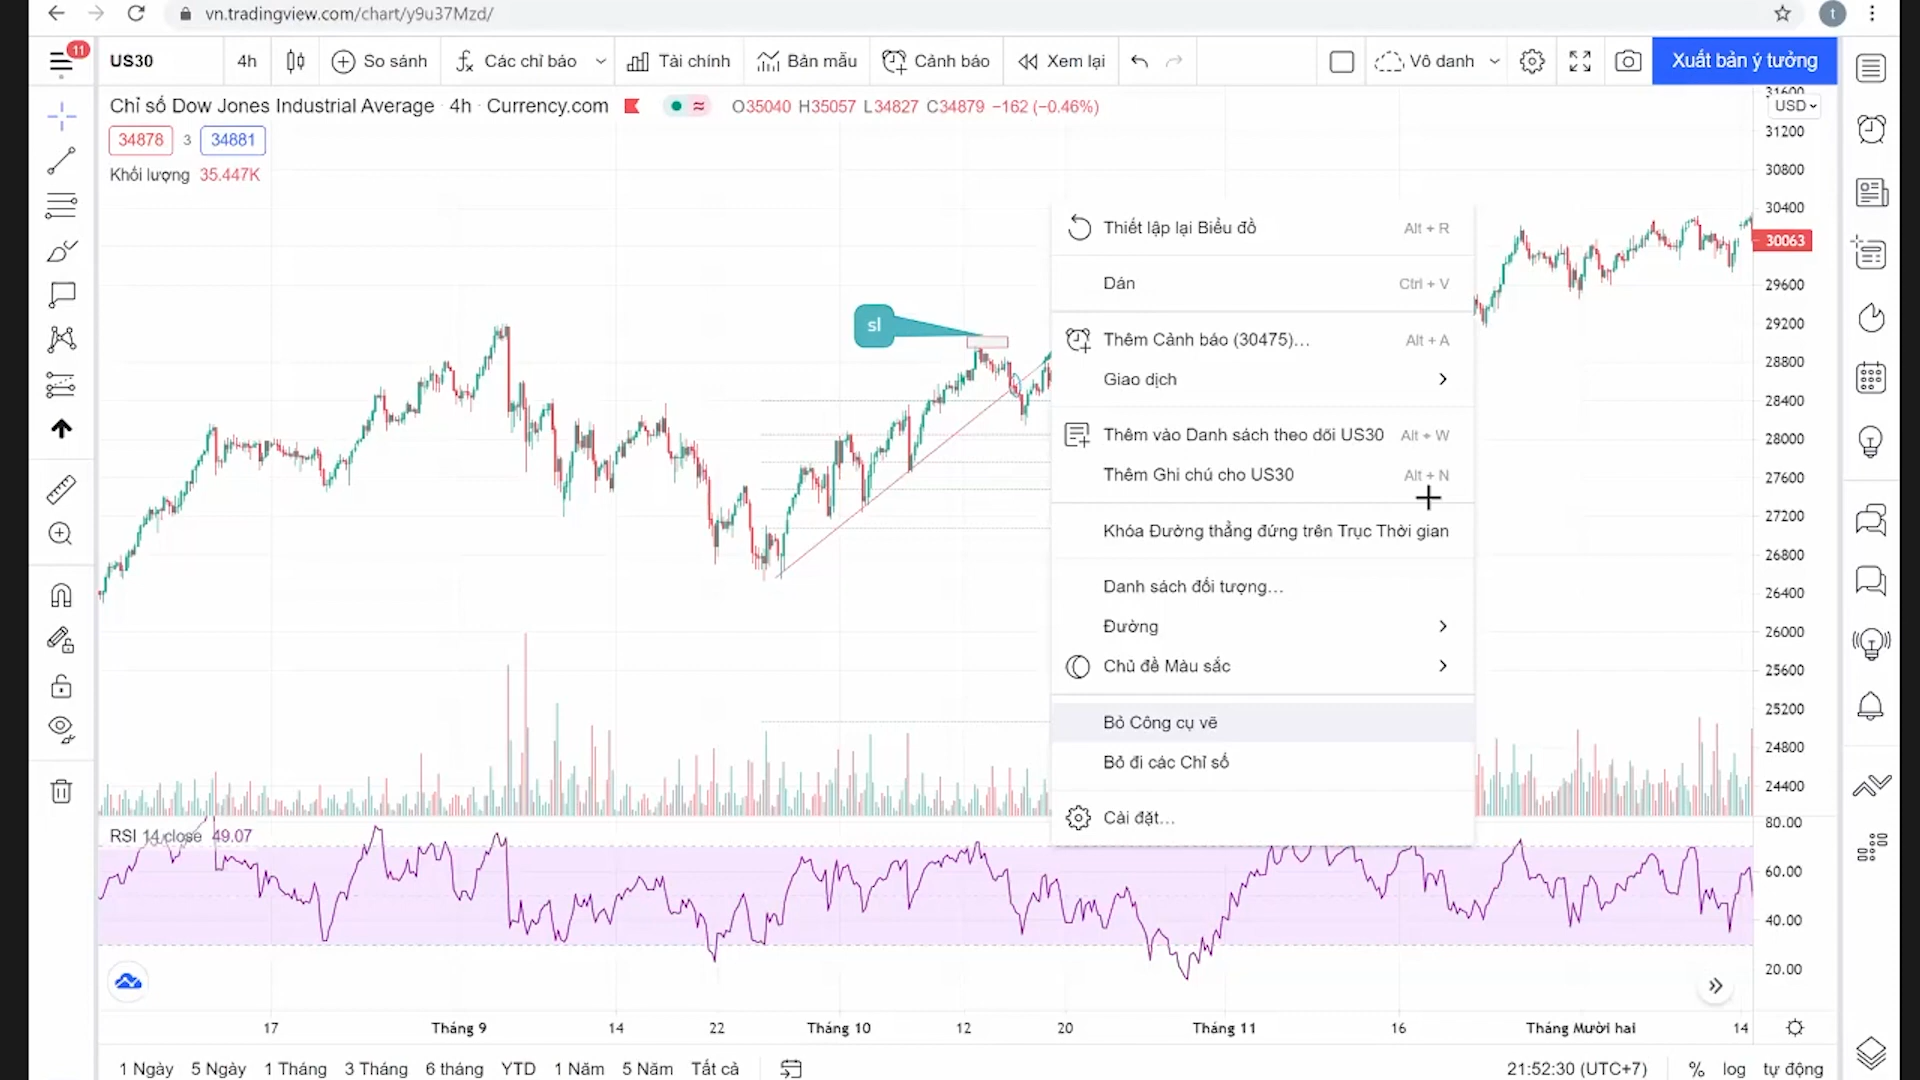 vn.tradingview.com/chart/y9u37Mzd/
t
11
US30
4h
So sánh
Các chỉ báo
Tài chính
Bản mẫu
Cảnh báo
Xem lại
Vô danh
Xuất bản ý tưởng
Chỉ số Dow Jones Industrial Average · 4h · Currency.com
O35040 H35057 L34827 C34879 −162 (−0.46%)
USD
34878 3 34881
Khối lượng 35.447K
31600
31200
30800
30400
30063
29600
29200
28800
28400
28000
27600
27200
26800
26400
26000
25600
25200
24800
24400
sl
Thiết lập lại Biểu đồ Alt + R
Dán Ctrl + V
Thêm Cảnh báo (30475)... Alt + A
Giao dịch
Thêm vào Danh sách theo dõi US30 Alt + W
Thêm Ghi chú cho US30 Alt + N
Khóa Đường thẳng đứng trên Trục Thời gian
Danh sách đối tượng...
Đường
Chủ đề Màu sắc
Bỏ Công cụ vẽ
Bỏ đi các Chỉ số
Cài đặt...
RSI 14 close 49.07
80.00
60.00
40.00
20.00
17 Tháng 9 14 22 Tháng 10 12 20 Tháng 11 16 Tháng Mười hai 14
1 Ngày 5 Ngày 1 Tháng 3 Tháng 6 tháng YTD 1 Năm 5 Năm Tất cả
21:52:30 (UTC+7) % log tự động